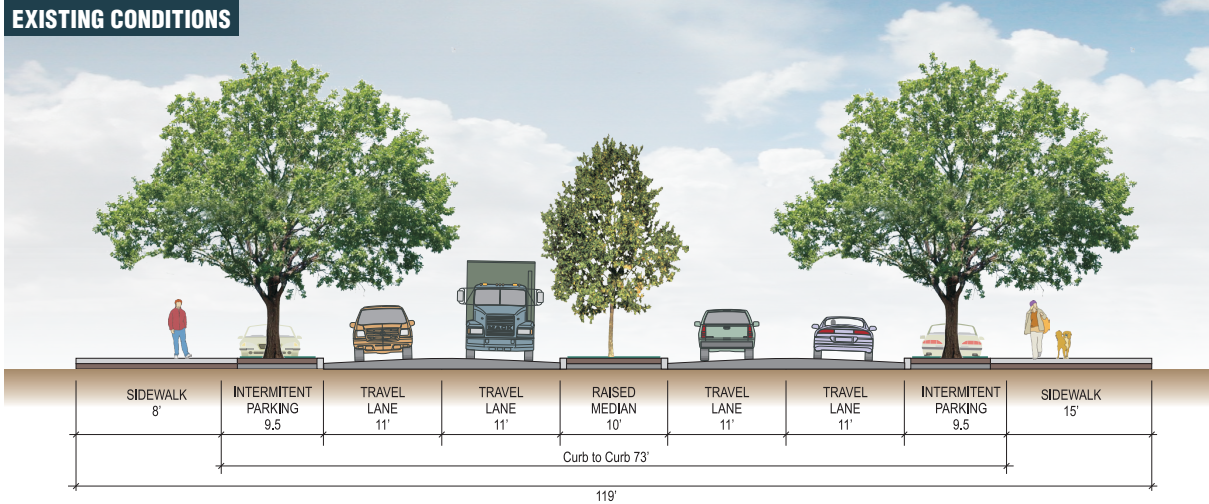 EXISTING CONDITIONS
SIDEWALK
8'
INTERMITENT
PARKING
9.5
TRAVEL
LANE
11'
TRAVEL
LANE
11'
RAISED
MEDIAN
10'
TRAVEL
LANE
11'
TRAVEL
LANE
11'
INTERMITENT
PARKING
9.5
SIDEWALK
15'
Curb to Curb 73'
119'